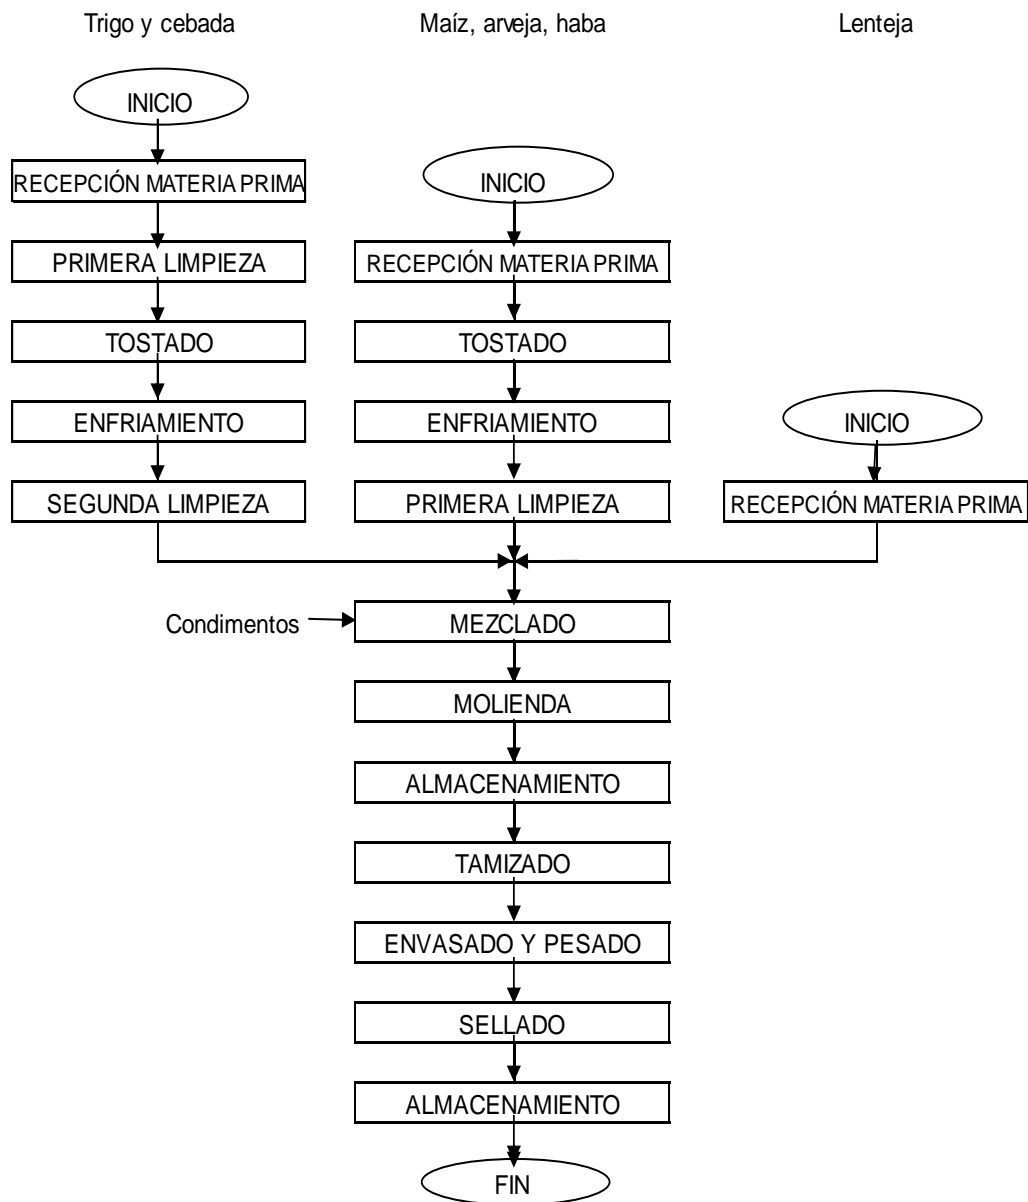 Trigo y cebada
Maíz, arveja, haba
Lenteja
INICIO
RECEPCIÓN MATERIA PRIMA
PRIMERA LIMPIEZA
TOSTADO
ENFRIAMIENTO
SEGUNDA LIMPIEZA
INICIO
RECEPCIÓN MATERIA PRIMA
TOSTADO
ENFRIAMIENTO
PRIMERA LIMPIEZA
INICIO
RECEPCIÓN MATERIA PRIMA
Condimentos
MEZCLADO
MOLIENDA
ALMACENAMIENTO
TAMIZADO
ENVASADO Y PESADO
SELLADO
ALMACENAMIENTO
FIN